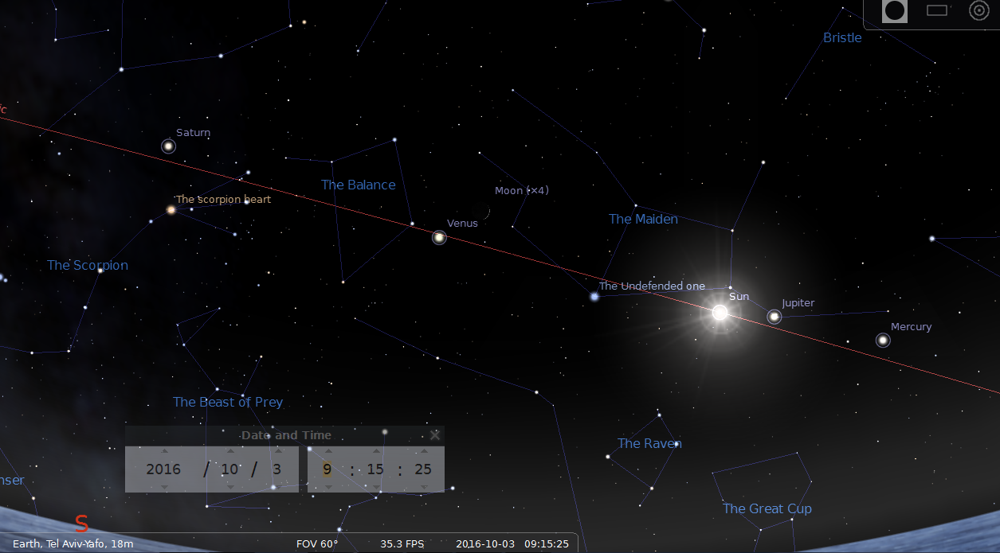 Bristle
c
Saturn
The Balance
Moon (×4)
The scorpion heart
Venus
The Maiden
The Scorpion
The Undefended one
Sun
Jupiter
Mercury
The Beast of Prey
Date and Time
The Raven
2016 / 10 / 3 9 : 15 : 25
nser
The Great Cup
S
Earth, Tel Aviv-Yafo, 18m FOV 60° 35.3 FPS 2016-10-03 09:15:25